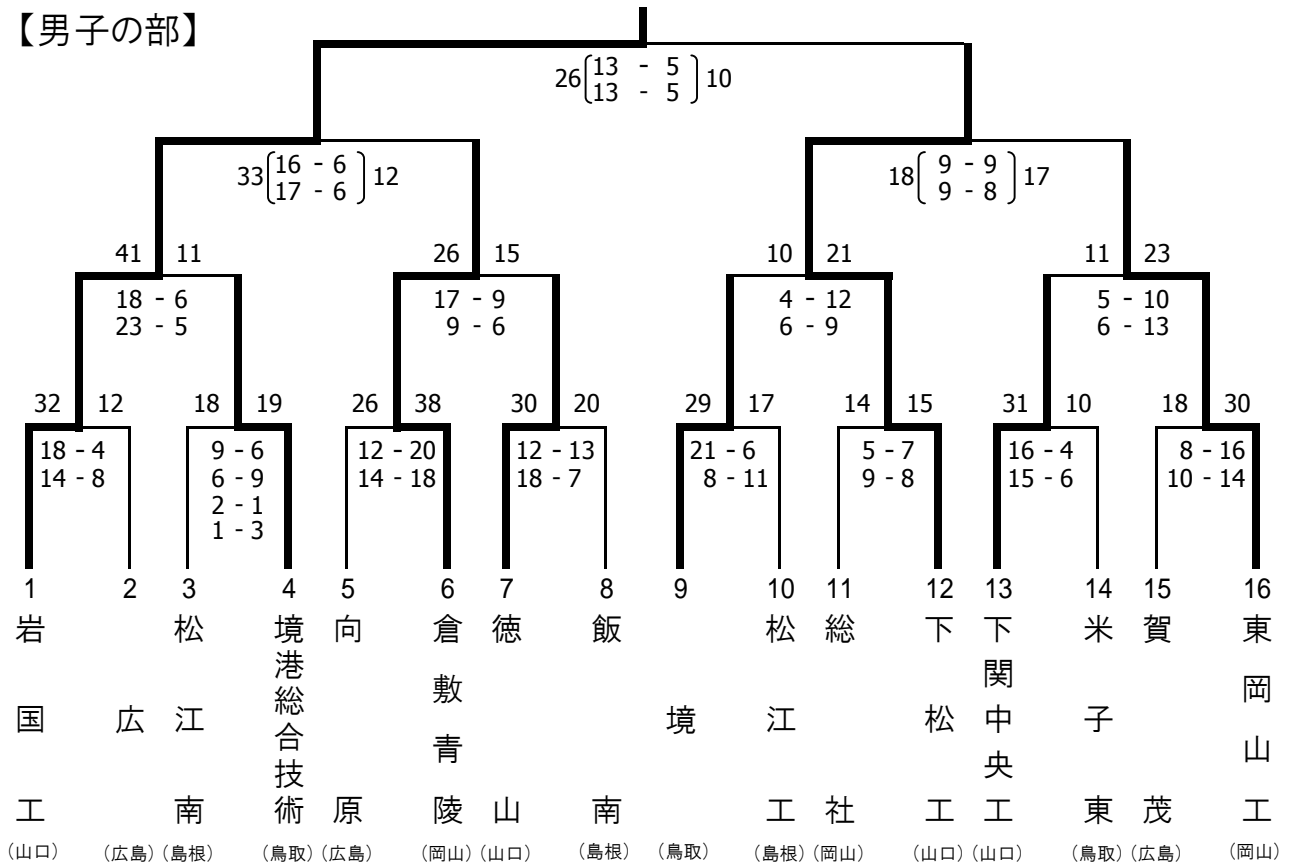 【男子の部】
26 13 - 5 10
13 - 5
33 16 - 6 12
17 - 6
18 9 - 9 17
9 - 8
41 11 26 15 10 21 11 23
18 - 6 17 - 9 4 - 12 5 - 10
23 - 5 9 - 6 6 - 9 6 - 13
32 12 18 19 26 38 30 20 29 17 14 15 31 10 18 30
18 - 4 9 - 6 12 - 20 12 - 13 21 - 6 5 - 7 16 - 4 8 - 16
14 - 8 6 - 9 14 - 18 18 - 7 8 - 11 9 - 8 15 - 6 10 - 14
2 - 1
1 - 3
1 2 3 4 5 6 7 8 9 10 11 12 13 14 15 16
岩国工
広
松江南
境港総合技術
向原
倉敷青陵
徳山
飯南
境
松江工
総社
下松工
下関中央工
米子東
賀茂
東岡山工
(山口) (広島) (島根) (鳥取) (広島) (岡山) (山口) (島根) (鳥取) (島根) (岡山) (山口) (山口) (鳥取) (広島) (岡山)